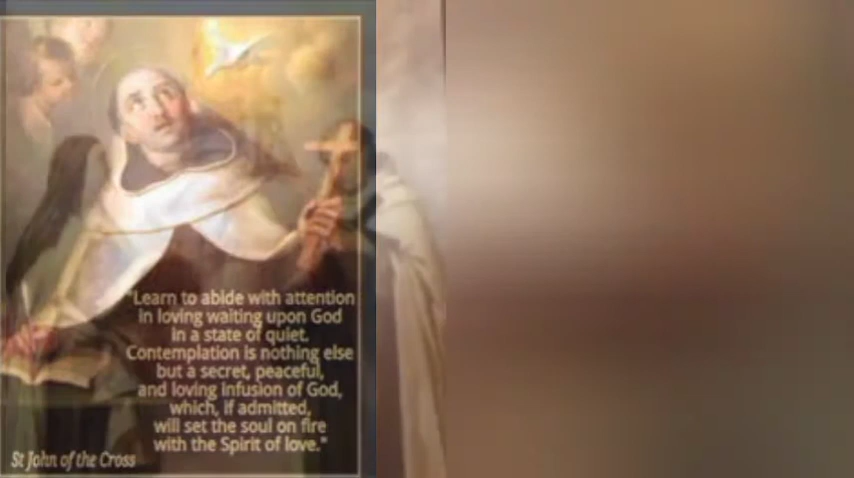 "Learn to abide with attention
in loving waiting upon God
in a state of quiet.
Contemplation is nothing else
but a secret, peaceful,
and loving infusion of God,
which, if admitted,
will set the soul on fire
with the Spirit of love."
St John of the Cross